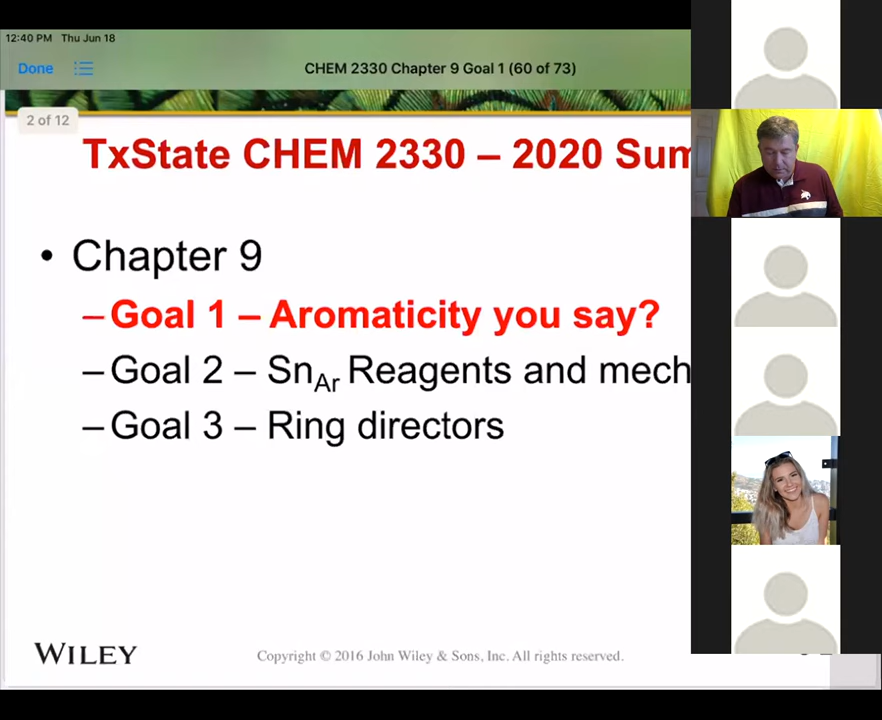 12:40 PM Thu Jun 18
Done
CHEM 2330 Chapter 9 Goal 1 (60 of 73)
2 of 12
TxState CHEM 2330 – 2020 Sum
• Chapter 9
– Goal 1 – Aromaticity you say?
– Goal 2 – SnAr Reagents and mech
– Goal 3 – Ring directors
WILEY
Copyright © 2016 John Wiley & Sons, Inc. All rights reserved.